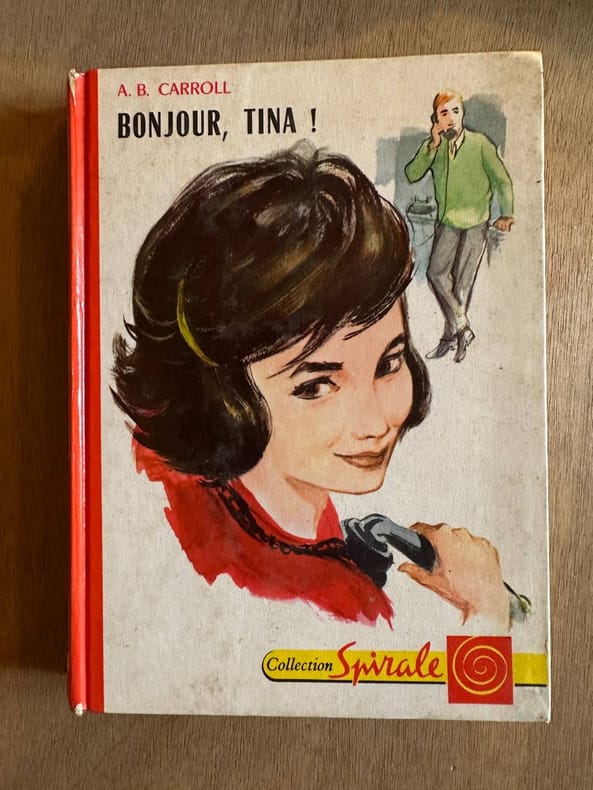 A. B. CARROLL
BONJOUR, TINA !
Collection Spirale